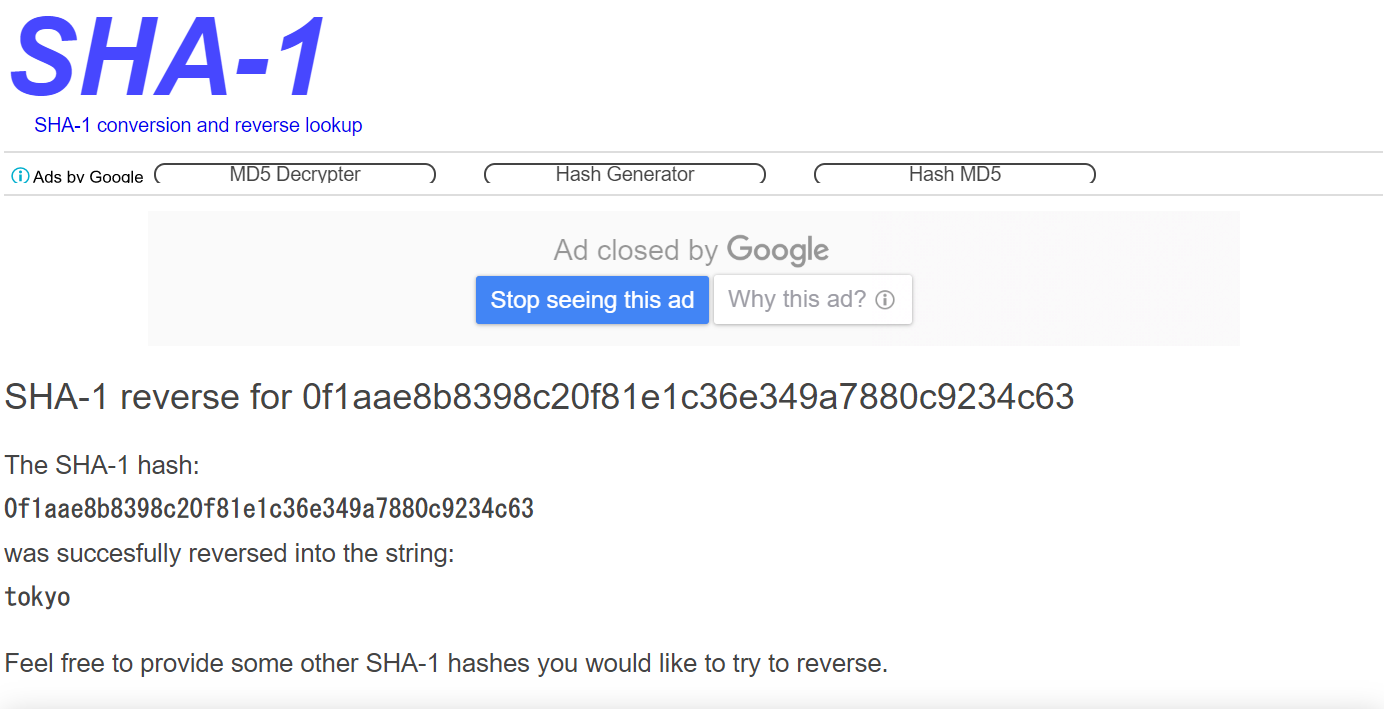 SHA-1
SHA-1 conversion and reverse lookup
Ads by Google MD5 Decrypter Hash Generator Hash MD5
Ad closed by Google
Stop seeing this ad Why this ad?
SHA-1 reverse for 0f1aae8b8398c20f81e1c36e349a7880c9234c63
The SHA-1 hash:
0f1aae8b8398c20f81e1c36e349a7880c9234c63
was succesfully reversed into the string:
tokyo
Feel free to provide some other SHA-1 hashes you would like to try to reverse.